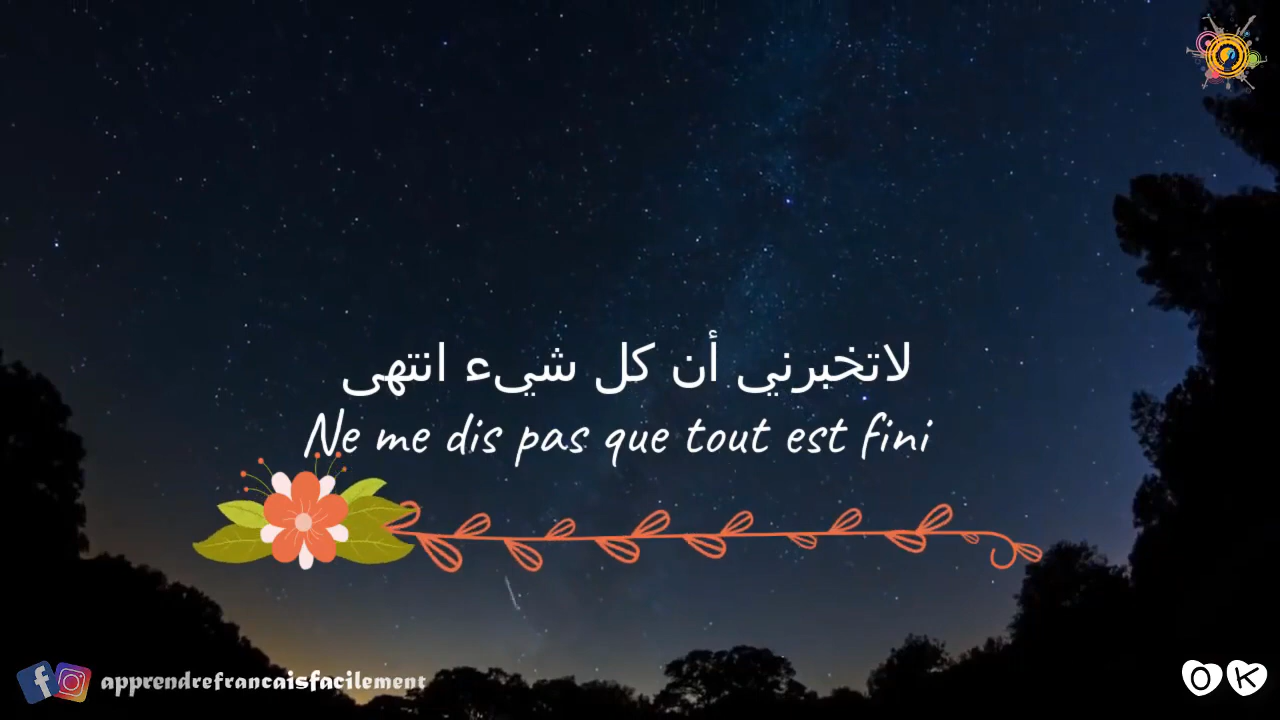 لاتخبرني أن كل شيء انتهى
Ne me dis pas que tout est fini
apprendrefrancaisfacilement
O K